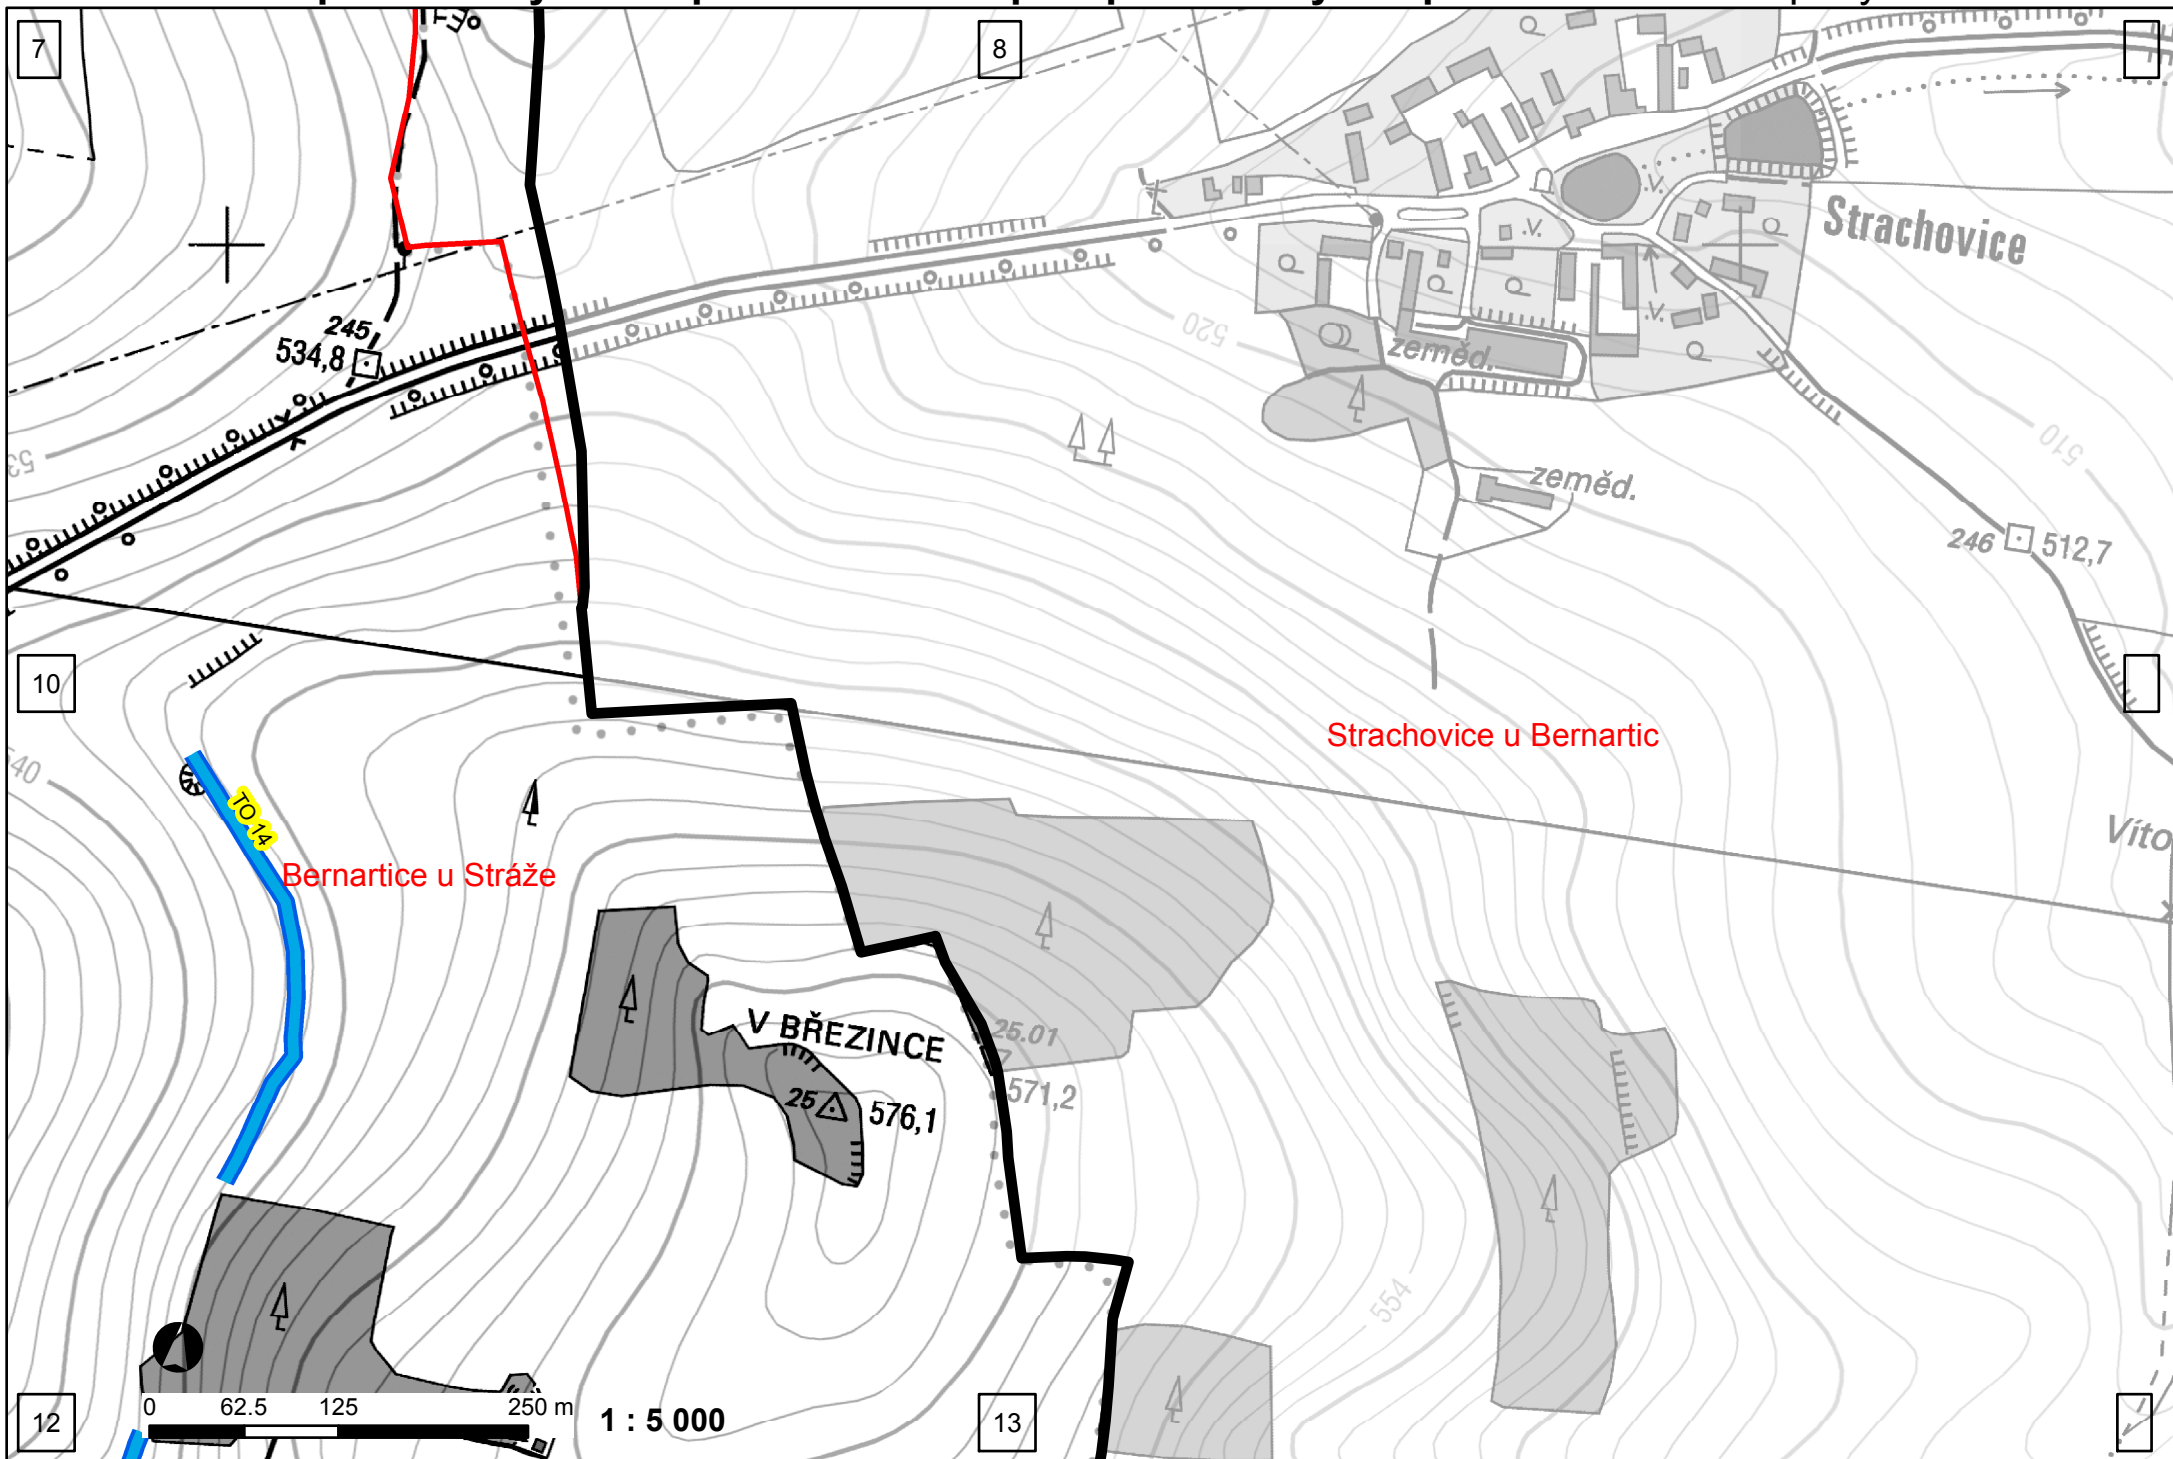 7
8
Strachovice
245
534,8
520
zeměd.
zeměd.
510
246
512,7
10
Strachovice u Bernartic
540
TO 14
Víto
Bernartice u Stráže
V BŘEZINCE
25.01
571,2
25
576,1
554
0 62.5 125 250 m
1 : 5 000
12
13